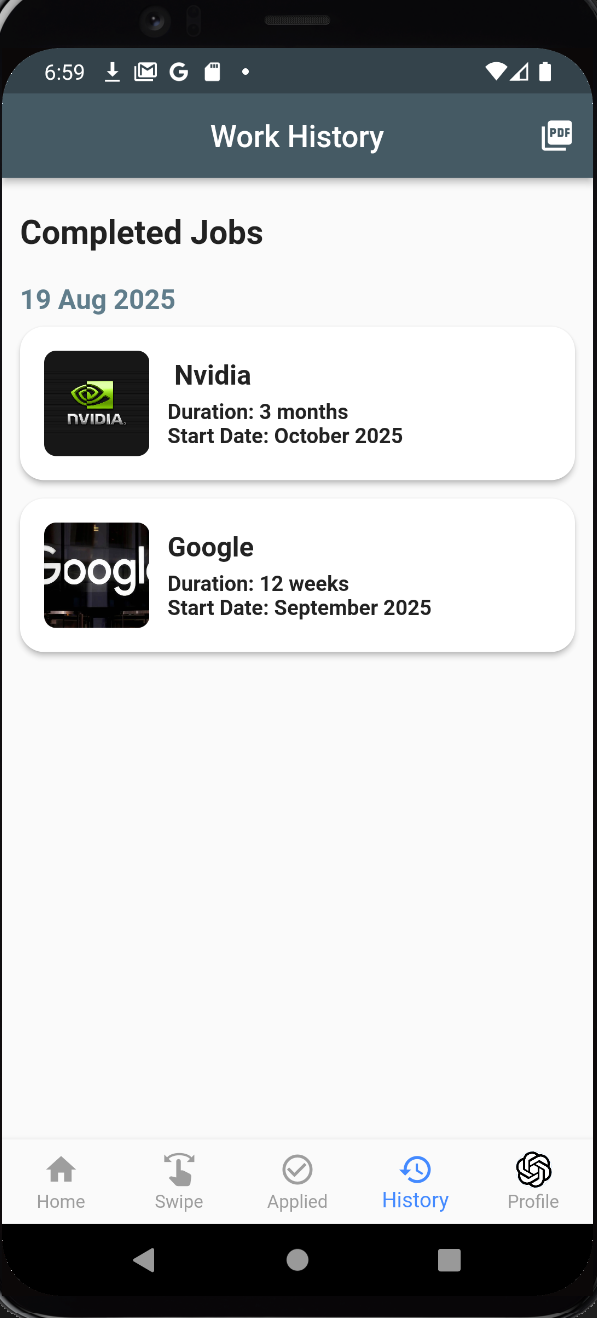 6:59
Work History
PDF
Completed Jobs
19 Aug 2025
NVIDIA
Nvidia
Duration: 3 months
Start Date: October 2025
Google
Google
Duration: 12 weeks
Start Date: September 2025
Home
Swipe
Applied
History
Profile